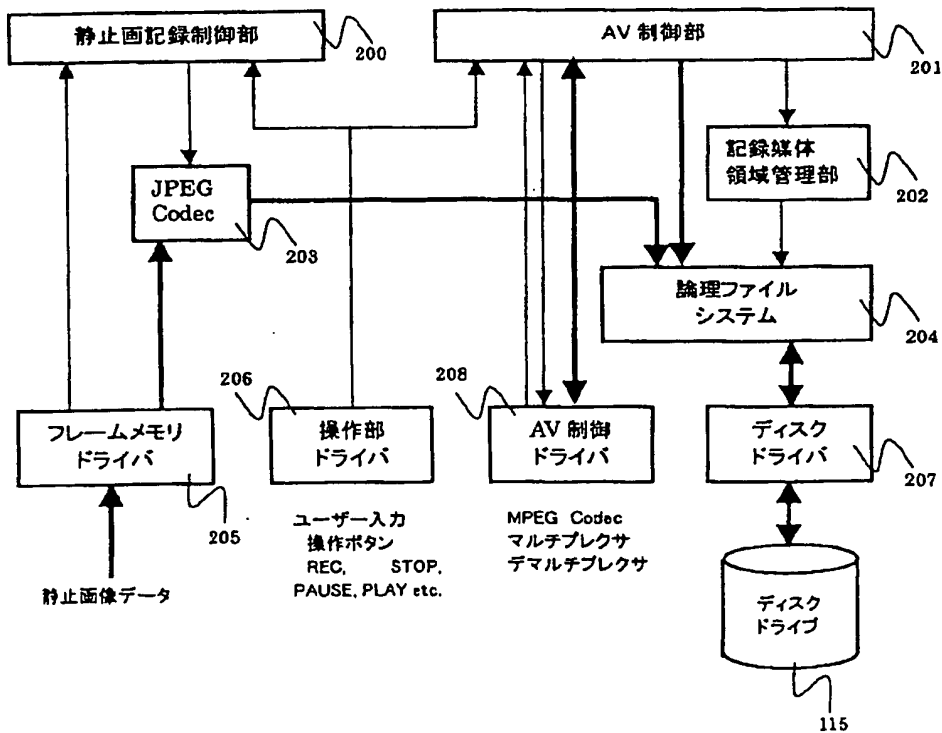 静止画記録制御部
200
AV 制御部
201
記録媒体
領域管理部
202
JPEG
Codec
203
論理ファイル
システム
204
206
208
フレームメモリ
ドライバ
205
操作部
ドライバ
AV 制御
ドライバ
ディスク
ドライバ
207
ユーザー入力
操作ボタン
REC, STOP,
PAUSE, PLAY etc.
MPEG Codec
マルチプレクサ
デマルチプレクサ
静止画像データ
ディスク
ドライブ
115